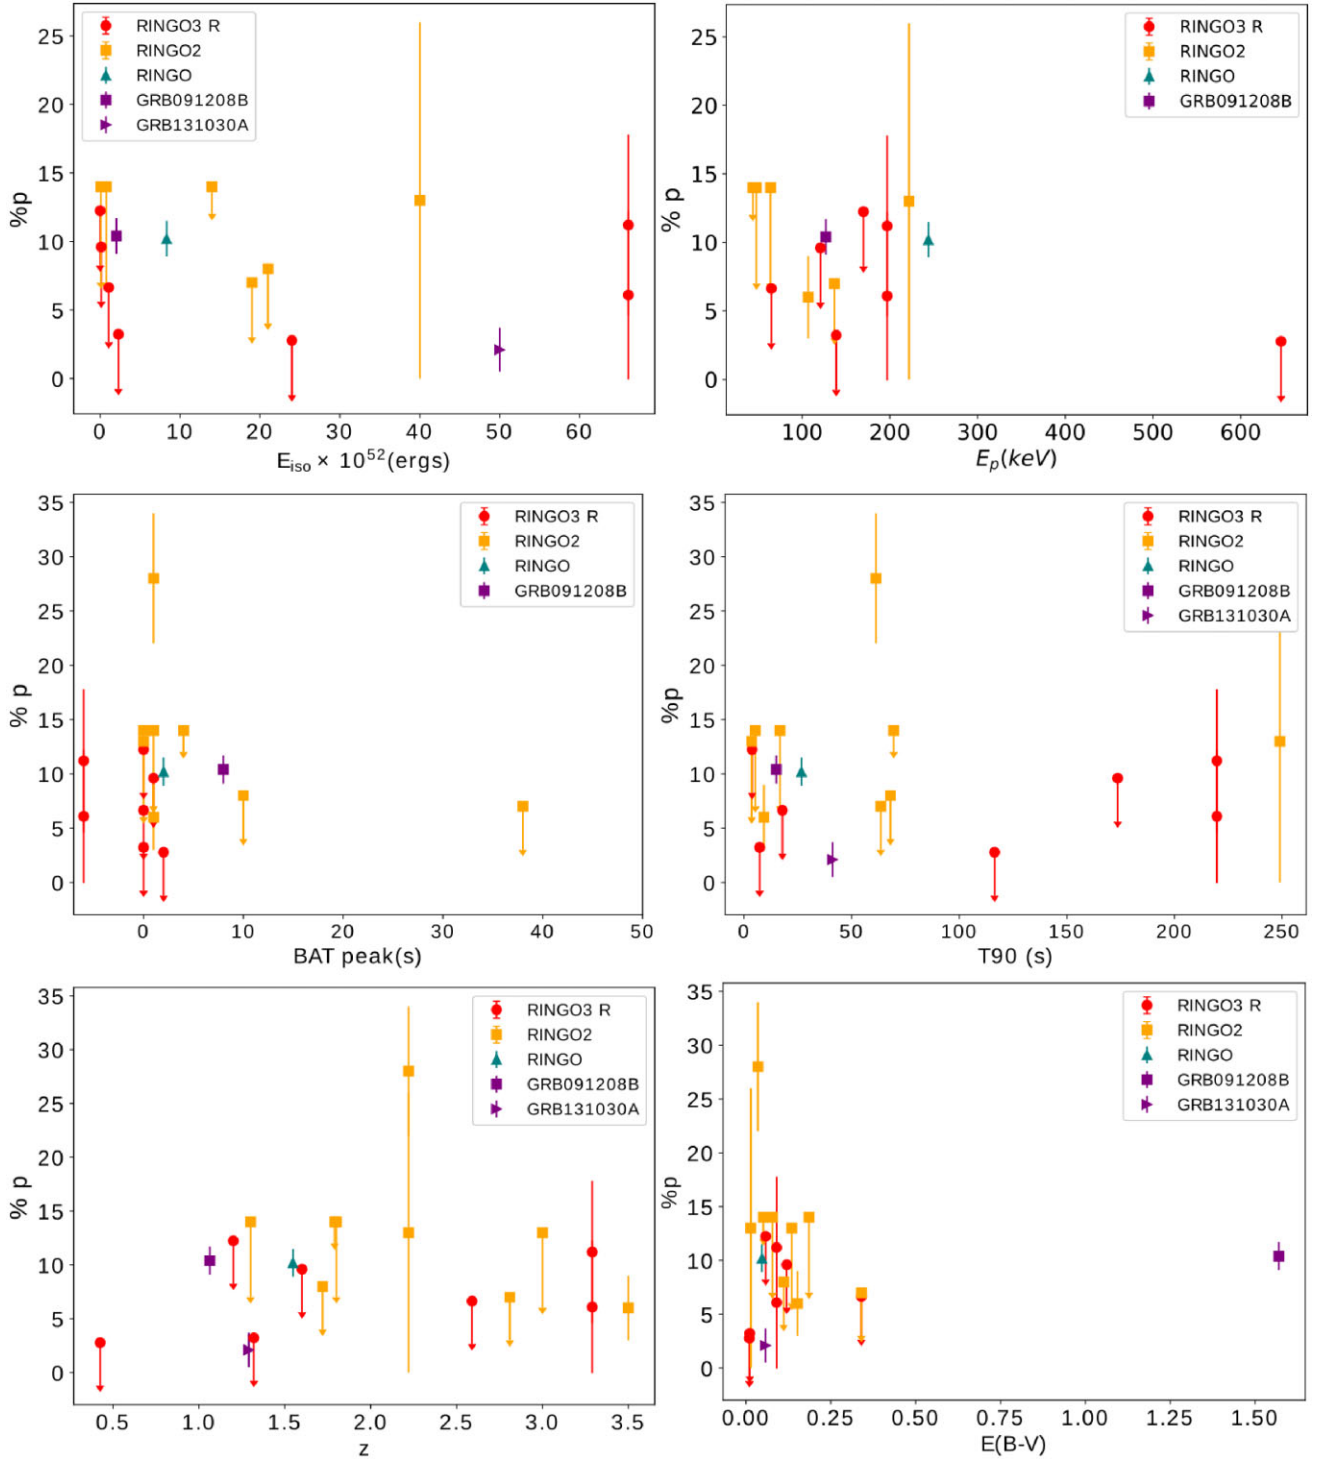 RINGO3 R
RINGO2
RINGO
GRB091208B
GRB131030A
25
20
15
10
5
0
%p
0 10 20 30 40 50 60
E_iso × 10^52(ergs)
RINGO3 R
RINGO2
RINGO
GRB091208B
25
20
15
10
5
0
% p
100 200 300 400 500 600
E_p(keV)
RINGO3 R
RINGO2
RINGO
GRB091208B
35
30
25
20
15
10
5
0
% p
0 10 20 30 40 50
BAT peak(s)
RINGO3 R
RINGO2
RINGO
GRB091208B
GRB131030A
35
30
25
20
15
10
5
0
%p
0 50 100 150 200 250
T90 (s)
RINGO3 R
RINGO2
RINGO
GRB091208B
GRB131030A
35
30
25
20
15
10
5
0
% p
0.5 1.0 1.5 2.0 2.5 3.0 3.5
z
RINGO3 R
RINGO2
RINGO
GRB091208B
GRB131030A
35
30
25
20
15
10
5
0
%p
0.00 0.25 0.50 0.75 1.00 1.25 1.50
E(B-V)